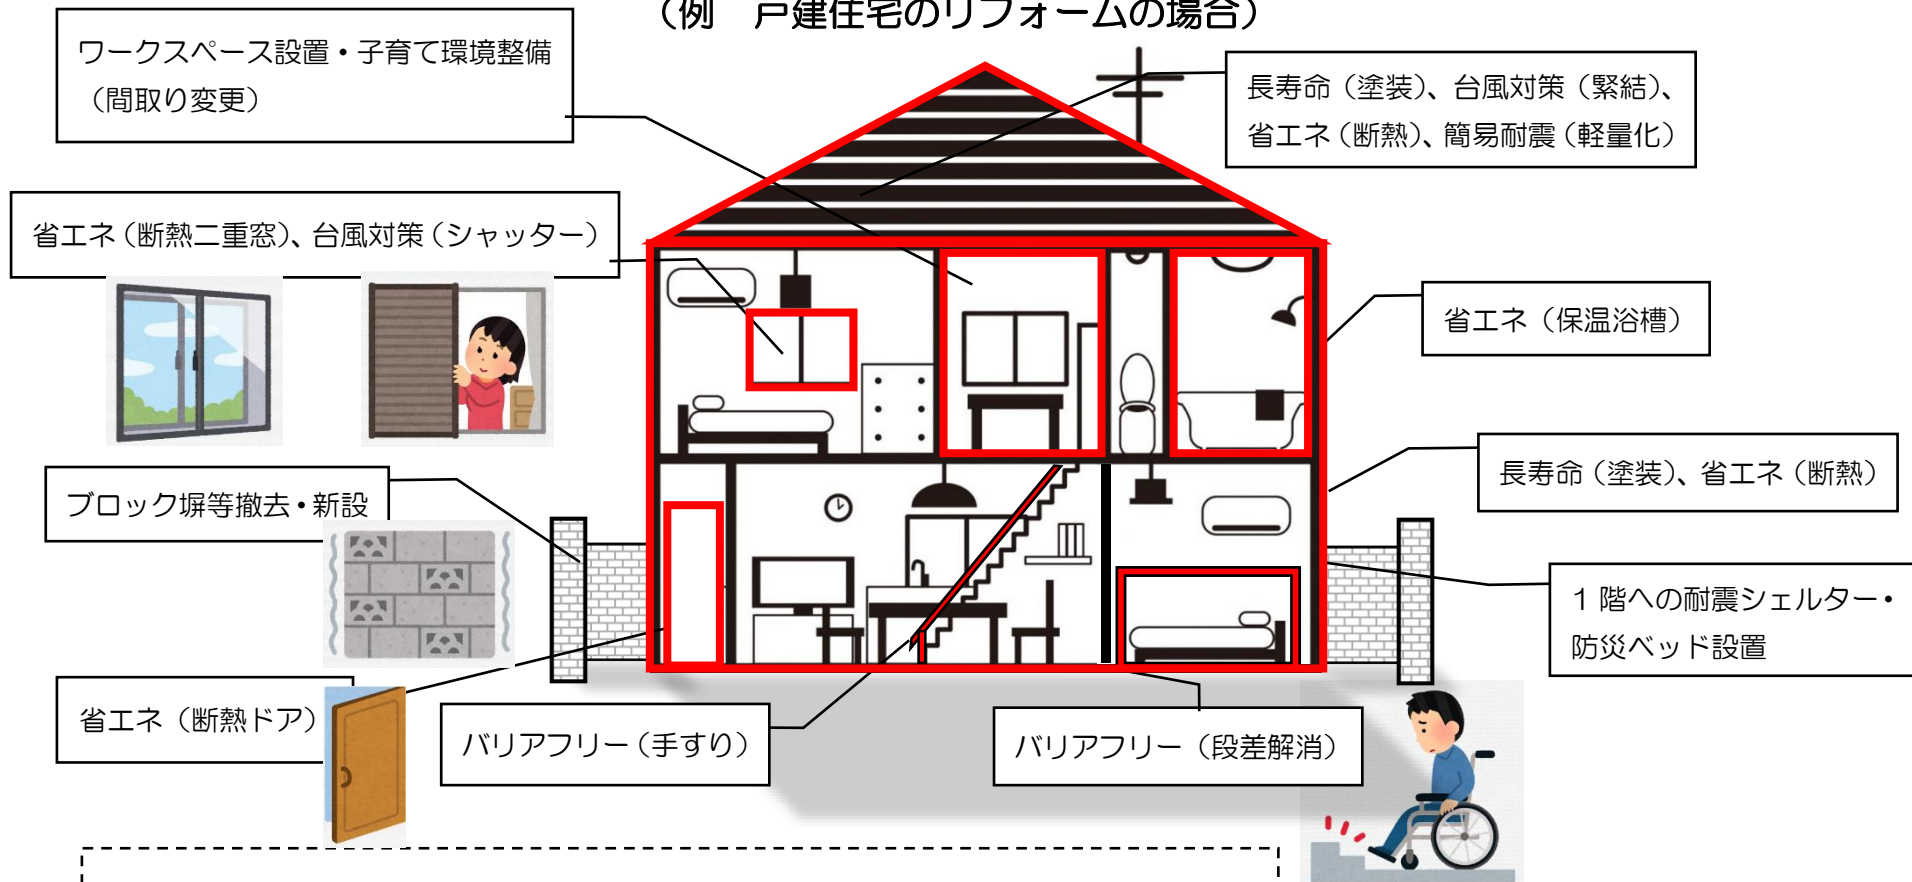 （例　戸建住宅のリフォームの場合）
ワークスペース設置・子育て環境整備
（間取り変更）
長寿命（塗装）、台風対策（緊結）、
省エネ（断熱）、簡易耐震（軽量化）
省エネ（断熱二重窓）、台風対策（シャッター）
省エネ（保温浴槽）
長寿命（塗装）、省エネ（断熱）
ブロック塀等撤去・新設
1 階への耐震シェルター・
防災ベッド設置
省エネ（断熱ドア）
バリアフリー（手すり）
バリアフリー（段差解消）